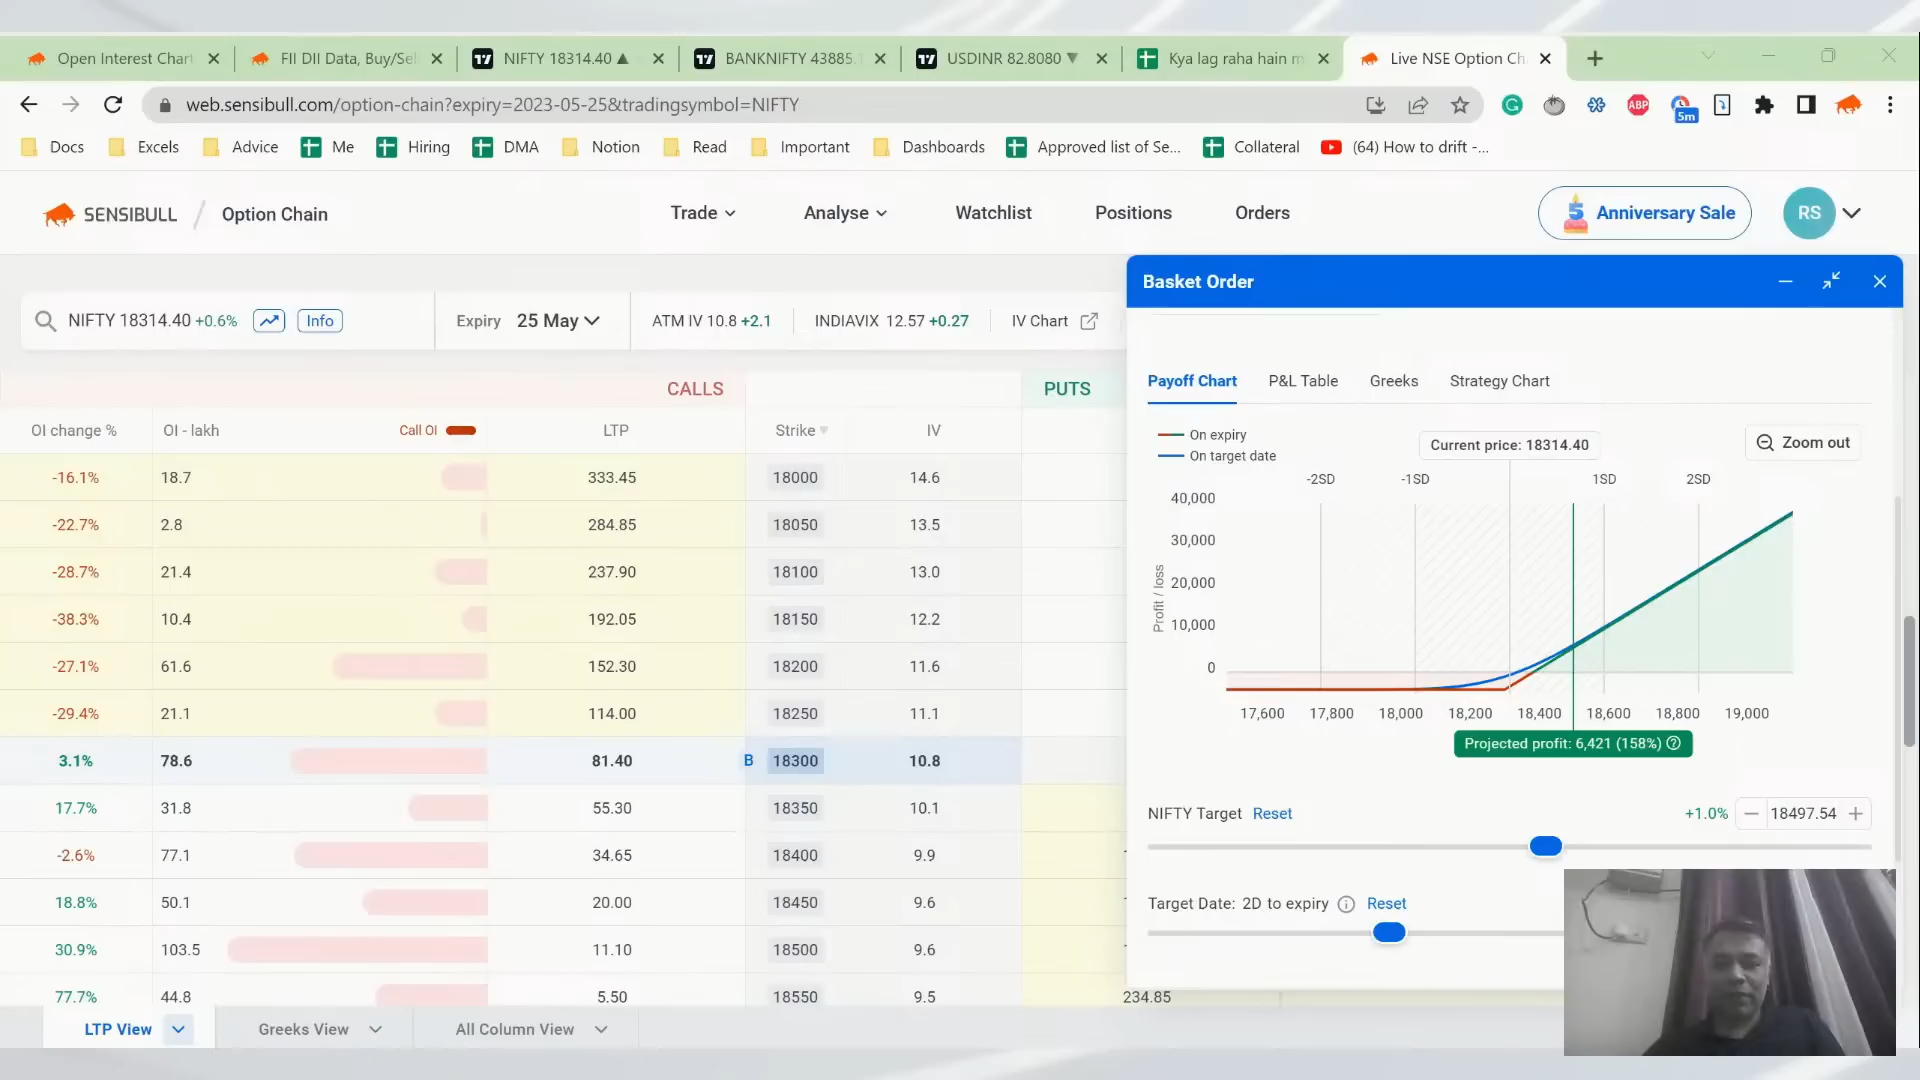 Open Interest Chart
FII DII Data, Buy/Sel
NIFTY 18314.40 ▲
BANKNIFTY 43885.1
USDINR 82.8080 ▼
Kya lag raha hain m
Live NSE Option Ch
web.sensibull.com/option-chain?expiry=2023-05-25&tradingsymbol=NIFTY
ABP
5m
Docs Excels Advice Me Hiring DMA Notion Read Important Dashboards Approved list of Se... Collateral (64) How to drift -...
SENSIBULL / Option Chain
Trade Analyse Watchlist Positions Orders
5 Anniversary Sale
RS
NIFTY 18314.40 +0.6% Info
Expiry 25 May
ATM IV 10.8 +2.1
INDIAVIX 12.57 +0.27
IV Chart
CALLS PUTS
OI change % OI - lakh Call OI LTP Strike IV
-16.1% 18.7 333.45 18000 14.6
-22.7% 2.8 284.85 18050 13.5
-28.7% 21.4 237.90 18100 13.0
-38.3% 10.4 192.05 18150 12.2
-27.1% 61.6 152.30 18200 11.6
-29.4% 21.1 114.00 18250 11.1
3.1% 78.6 81.40 B 18300 10.8
17.7% 31.8 55.30 18350 10.1
-2.6% 77.1 34.65 18400 9.9
18.8% 50.1 20.00 18450 9.6
30.9% 103.5 11.10 18500 9.6
77.7% 44.8 5.50 18550 9.5 234.85
LTP View Greeks View All Column View
Basket Order
Payoff Chart P&L Table Greeks Strategy Chart
On expiry
On target date
Current price: 18314.40
Zoom out
-2SD -1SD 1SD 2SD
Profit / loss
40,000
30,000
20,000
10,000
0
17,600 17,800 18,000 18,200 18,400 18,600 18,800 19,000
Projected profit: 6,421 (158%)
NIFTY Target Reset +1.0% — 18497.54 +
Target Date: 2D to expiry Reset